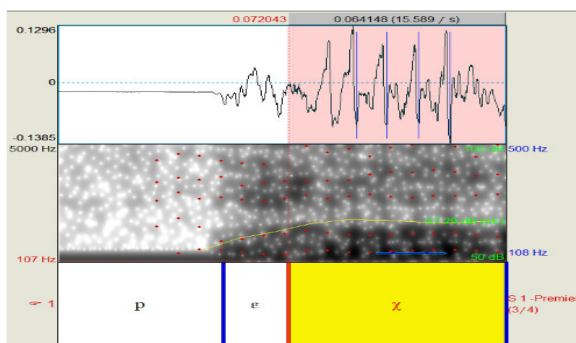 0.072043 0.064148 (15.589 / s)
0.1296
0
-0.1385
5000 Hz 500 Hz
107 Hz 50 dB 108 Hz
☞ 1 p ε χ S 1 -Premier
(3/4)